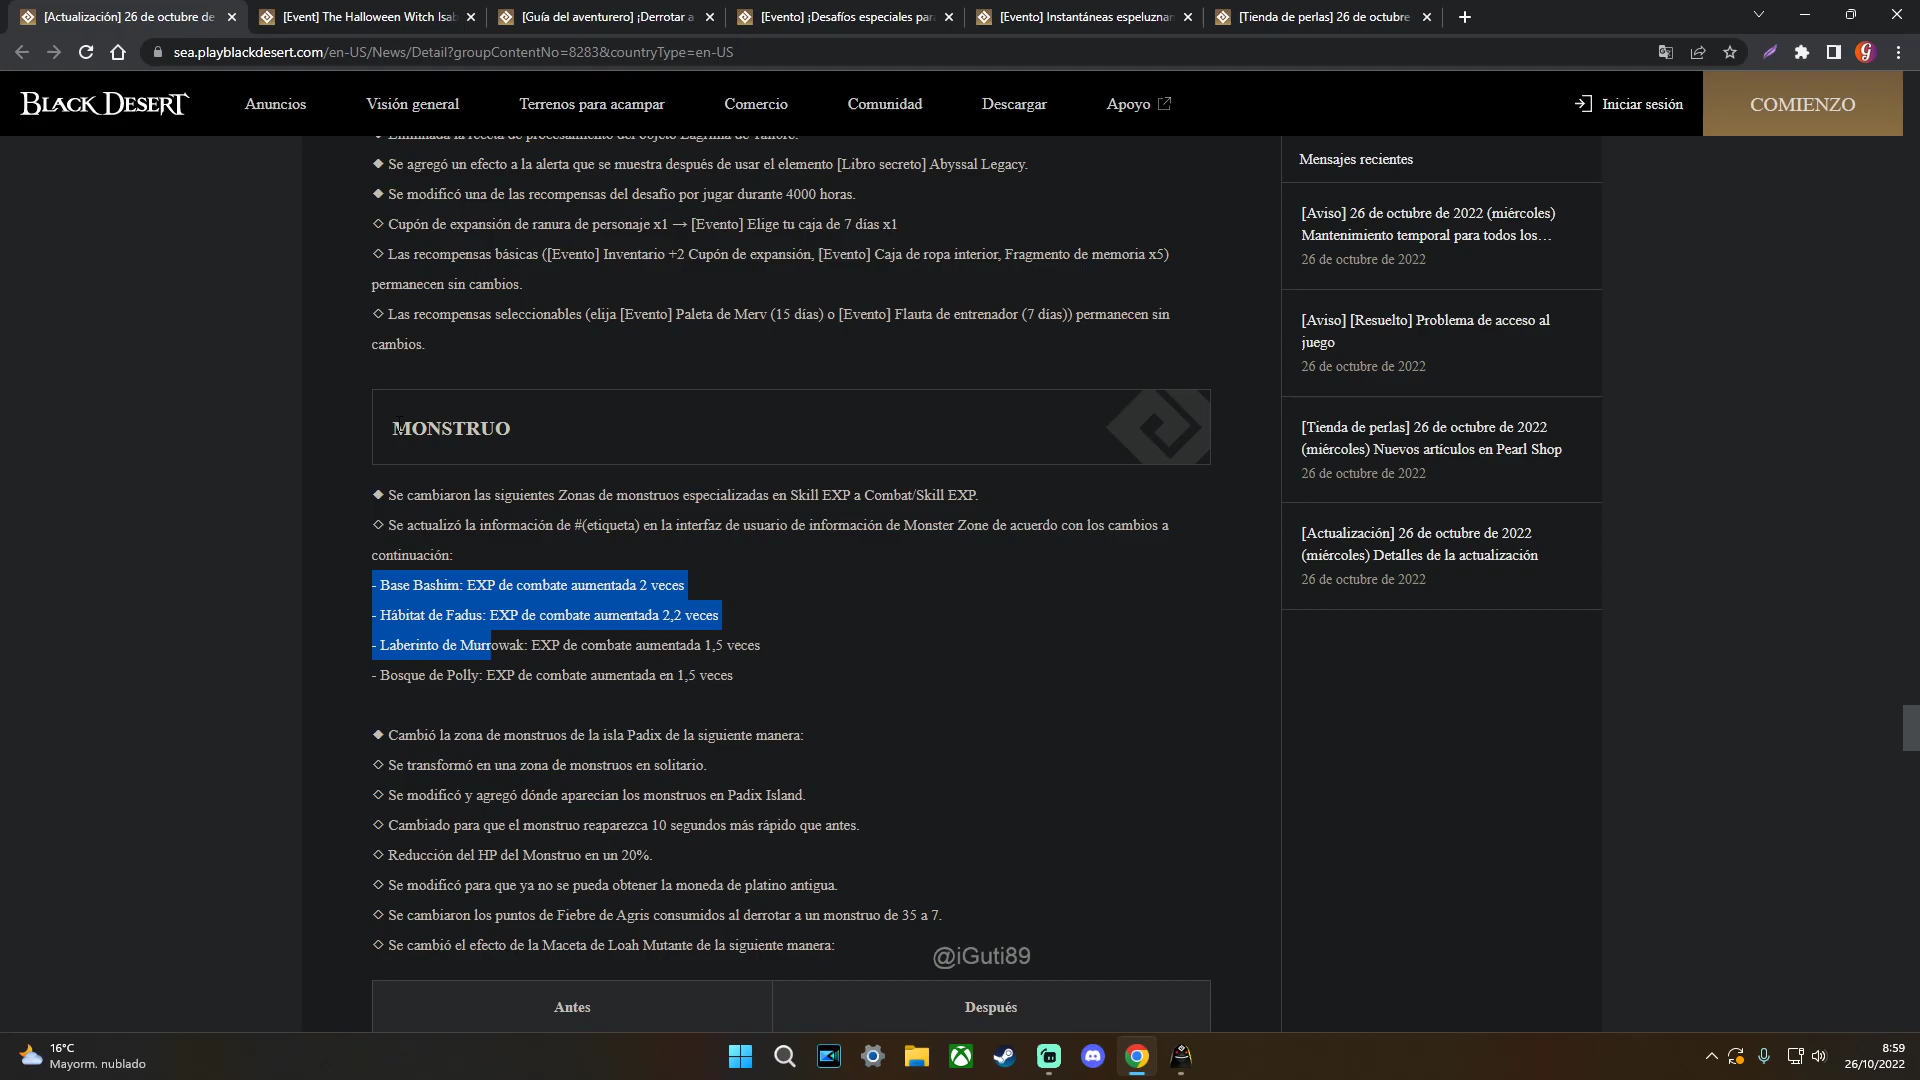 [Actualización] 26 de octubre de
[Event] The Halloween Witch Isab
[Guía del aventurero] ¡Derrotar a
[Evento] ¡Desafíos especiales par
[Evento] Instantáneas espeluznan
[Tienda de perlas] 26 de octubre
sea.playblackdesert.com/en-US/News/Detail?groupContentNo=8283&countryType=en-US
BLACK DESERT
Anuncios
Visión general
Terrenos para acampar
Comercio
Comunidad
Descargar
Apoyo
Iniciar sesión
COMIENZO
◆ Se agregó un efecto a la alerta que se muestra después de usar el elemento [Libro secreto] Abyssal Legacy.
◆ Se modificó una de las recompensas del desafío por jugar durante 4000 horas.
◇ Cupón de expansión de ranura de personaje x1 → [Evento] Elige tu caja de 7 días x1
◇ Las recompensas básicas ([Evento] Inventario +2 Cupón de expansión, [Evento] Caja de ropa interior, Fragmento de memoria x5)
permanecen sin cambios.
◇ Las recompensas seleccionables (elija [Evento] Paleta de Merv (15 días) o [Evento] Flauta de entrenador (7 días)) permanecen sin
cambios.
MONSTRUO
◆ Se cambiaron las siguientes Zonas de monstruos especializadas en Skill EXP a Combat/Skill EXP.
◇ Se actualizó la información de #(etiqueta) en la interfaz de usuario de información de Monster Zone de acuerdo con los cambios a
continuación:
- Base Bashim: EXP de combate aumentada 2 veces
- Hábitat de Fadus: EXP de combate aumentada 2,2 veces
- Laberinto de Murrowak: EXP de combate aumentada 1,5 veces
- Bosque de Polly: EXP de combate aumentada en 1,5 veces
◆ Cambió la zona de monstruos de la isla Padix de la siguiente manera:
◇ Se transformó en una zona de monstruos en solitario.
◇ Se modificó y agregó dónde aparecían los monstruos en Padix Island.
◇ Cambiado para que el monstruo reaparezca 10 segundos más rápido que antes.
◇ Reducción del HP del Monstruo en un 20%.
◇ Se modificó para que ya no se pueda obtener la moneda de platino antigua.
◇ Se cambiaron los puntos de Fiebre de Agris consumidos al derrotar a un monstruo de 35 a 7.
◇ Se cambió el efecto de la Maceta de Loah Mutante de la siguiente manera:
@iGuti89
Antes
Después
Mensajes recientes
[Aviso] 26 de octubre de 2022 (miércoles)
Mantenimiento temporal para todos los…
26 de octubre de 2022
[Aviso] [Resuelto] Problema de acceso al
juego
26 de octubre de 2022
[Tienda de perlas] 26 de octubre de 2022
(miércoles) Nuevos artículos en Pearl Shop
26 de octubre de 2022
[Actualización] 26 de octubre de 2022
(miércoles) Detalles de la actualización
26 de octubre de 2022
16°C
Mayorm. nublado
8:59
26/10/2022